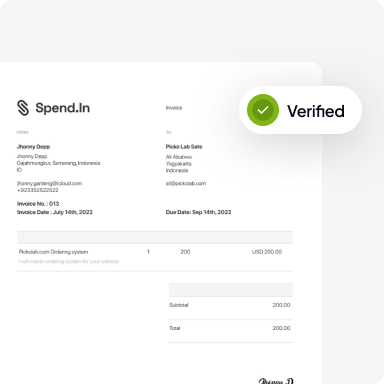 Spend.In
Invoice
Verified
FROM
TO
Jhonny Depp
Picko Lab Sate
Jhonny Depp
Gajahmungkur, Semarang, Indonesia
ID
Ali Ababwa
Yogyakarta
Indonesia
jhonny.ganteng@icloud.com
+923352522522
ali@pickolab.com
Invoice No. : 013
Invoice Date : July 14th, 2022
Due Date: Sep 14th, 2022
Pickolab.com Ordering system 1 200 USD 200.00
I will create ordering system for your website
Subtotal 200.00
Total 200.00
Jhonny D